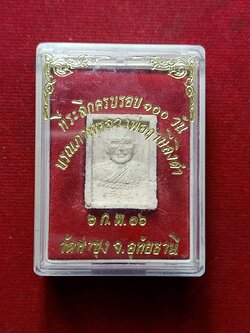 ที่ระลึกครบรอบ ๑๐๐ วัน
มรณภาพหลวงพ่อฤาษีลิงดำ
๖ ก.พ. ๓๖
วัดท่าซุง จ.อุทัยธานี